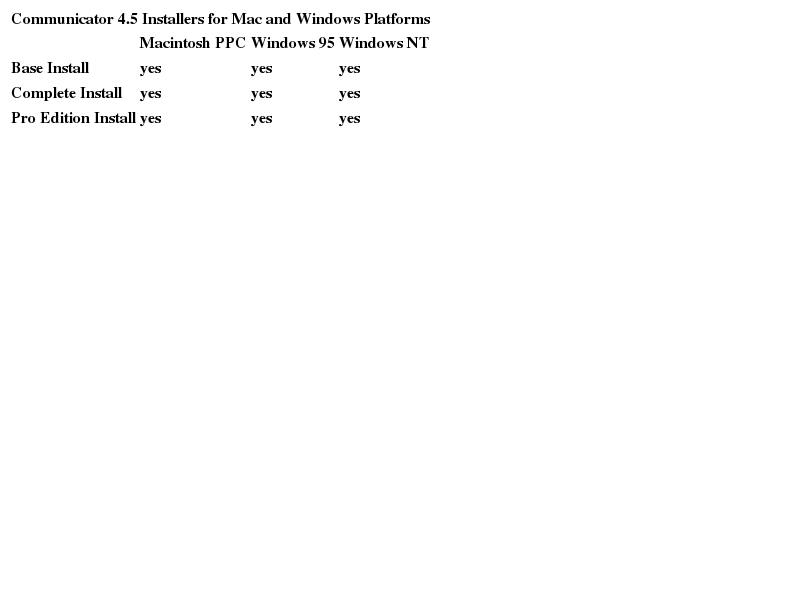 Communicator 4.5 Installers for Mac and Windows Platforms
Macintosh PPC Windows 95 Windows NT
Base Install yes yes yes
Complete Install yes yes yes
Pro Edition Install yes yes yes